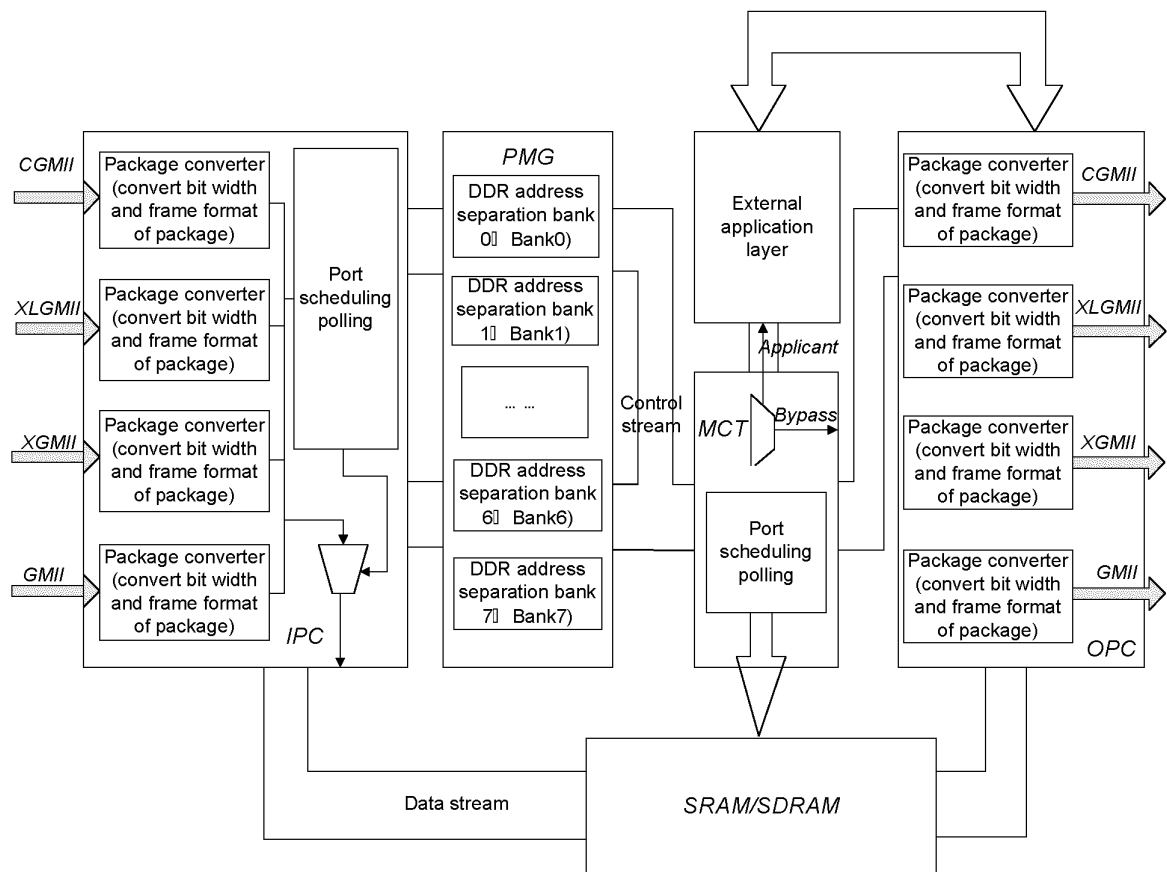 CGMII
Package converter
(convert bit width
and frame format
of package)
XLGMII
Package converter
(convert bit width
and frame format
of package)
XGMII
Package converter
(convert bit width
and frame format
of package)
GMII
Package converter
(convert bit width
and frame format
of package)
Port
scheduling
polling
IPC
PMG
DDR address
separation bank
0▯ Bank0)
DDR address
separation bank
1▯ Bank1)
... ...
DDR address
separation bank
6▯ Bank6)
DDR address
separation bank
7▯ Bank7)
Control
stream
External
application
layer
Applicant
MCT
Bypass
Port
scheduling
polling
Package converter
(convert bit width
and frame format
of package)
CGMII
Package converter
(convert bit width
and frame format
of package)
XLGMII
Package converter
(convert bit width
and frame format
of package)
XGMII
Package converter
(convert bit width
and frame format
of package)
GMII
OPC
Data stream
SRAM/SDRAM